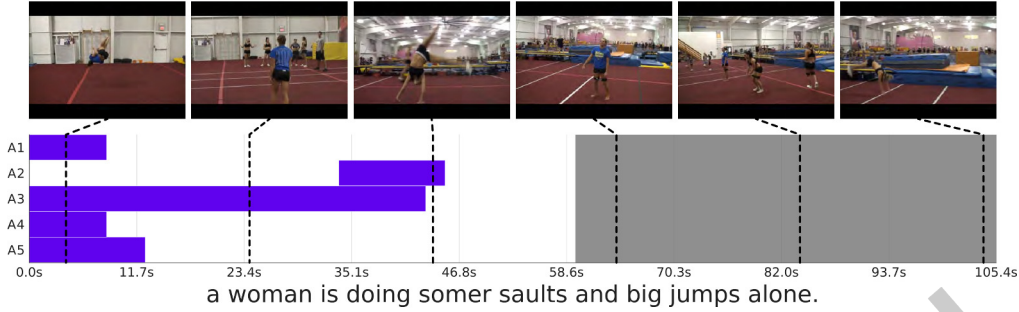 A1
A2
A3
A4
A5
0.0s 11.7s 23.4s 35.1s 46.8s 58.6s 70.3s 82.0s 93.7s 105.4s
a woman is doing somer saults and big jumps alone.